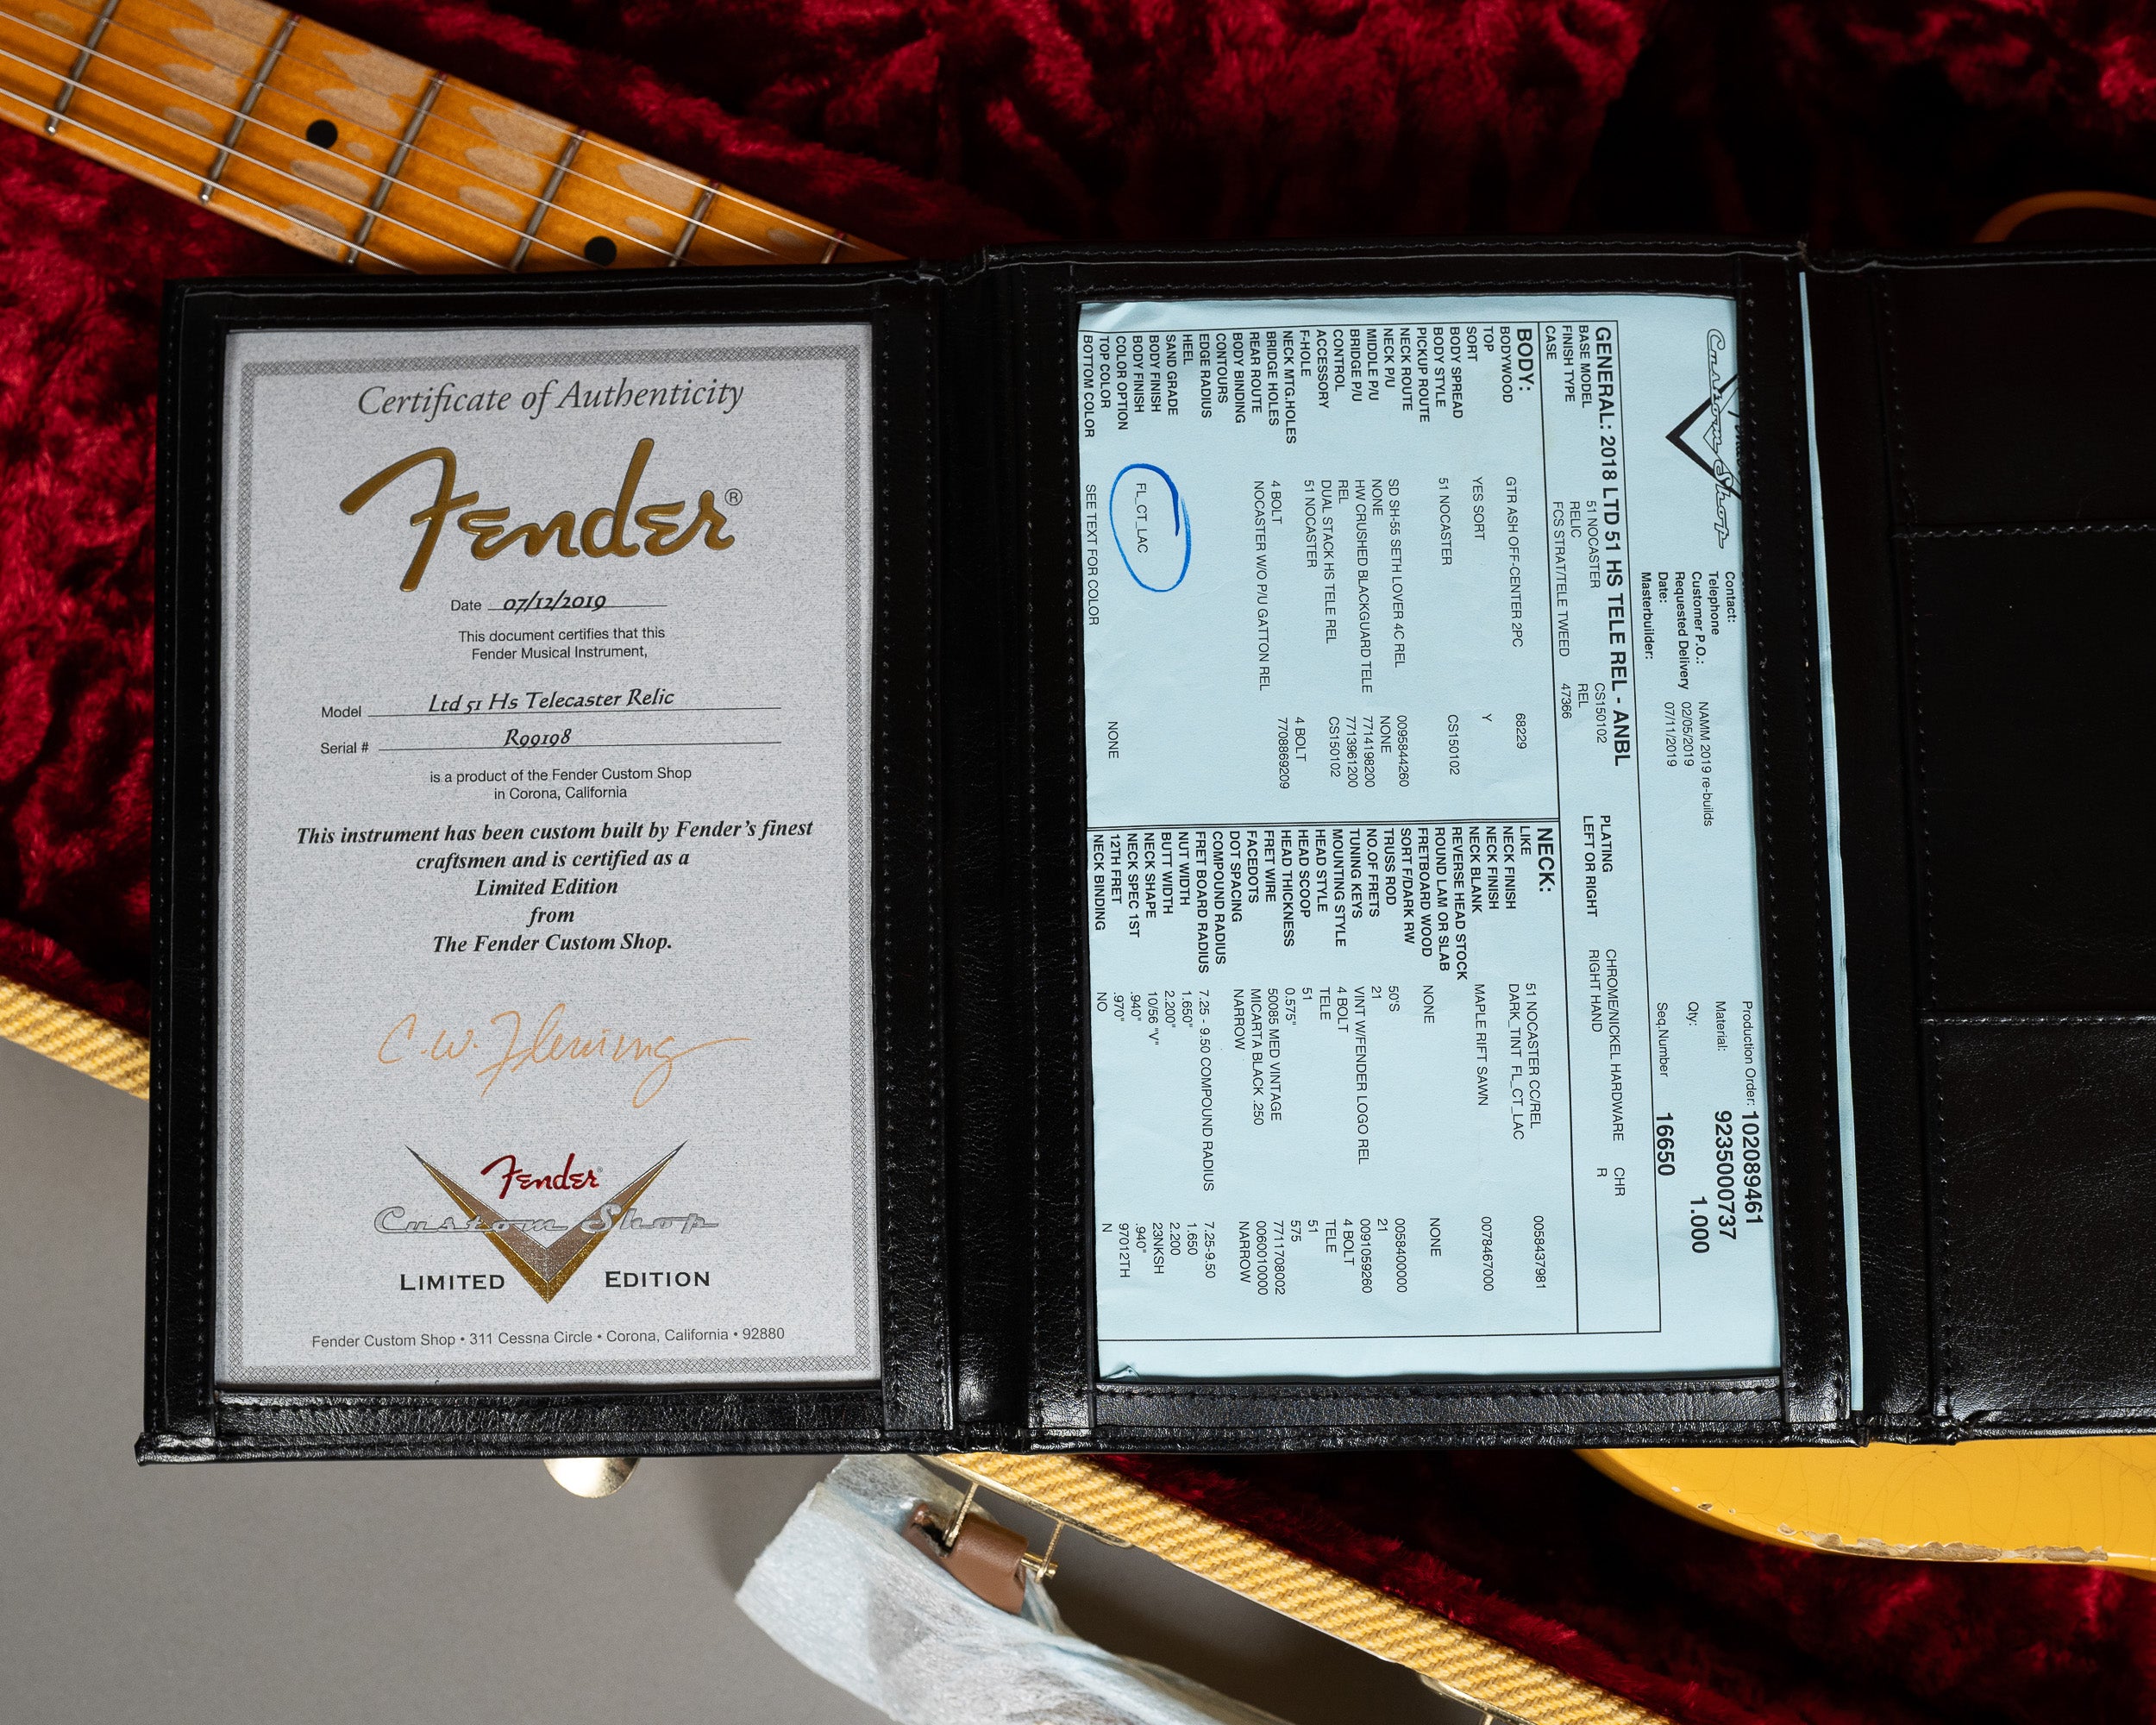 Certificate of Authenticity
Fender®
Date 07/12/2019
This document certifies that this
Fender Musical Instrument,
Model Ltd 51 Hs Telecaster Relic
Serial # R99198
is a product of the Fender Custom Shop
in Corona, California
This instrument has been custom built by Fender's finest
craftsmen and is certified as a
Limited Edition
from
The Fender Custom Shop.
C.W. Fleming
Fender
Custom Shop
LIMITED EDITION
Fender Custom Shop • 311 Cessna Circle • Corona, California • 92880
Custom Shop
Production Order: 102089461
Contact: Material: 9235000737
Telephone
Customer P.O.: NAMM 2019 re-builds Qty: 1.000
Requested Delivery 02/05/2019
Date: 07/11/2019 Seq.Number 16650
Masterbuilder:
GENERAL: 2018 LTD 51 HS TELE REL - ANBL
BASE MODEL 51 NOCASTER CS150102 PLATING CHROME/NICKEL HARDWARE CHR
FINISH TYPE RELIC REL LEFT OR RIGHT RIGHT HAND R
CASE FCS STRAT/TELE TWEED 47366
BODY: NECK:
BODYWOOD GTR ASH OFF-CENTER 2PC 68229
TOP
SORT YES SORT Y
BODY SPREAD
BODY STYLE 51 NOCASTER CS150102
PICKUP ROUTE
NECK ROUTE
NECK P/U SD SH-55 SETH LOVER 4C REL 0095844260
MIDDLE P/U NONE NONE
BRIDGE P/U HW CRUSHED BLACKGUARD TELE REL 7714198200
7713961200
CONTROL DUAL STACK HS TELE REL
ACCESSORY 51 NOCASTER CS150102
F-HOLE
NECK MTG.HOLES 4 BOLT 4 BOLT
BRIDGE HOLES NOCASTER W/O P/U GATTON REL 7708869209
REAR ROUTE
BODY BINDING
CONTOURS
EDGE RADIUS
HEEL
SAND GRADE
BODY FINISH
BODY FINISH FL_CT_LAC
COLOR OPTION
TOP COLOR NONE
BOTTOM COLOR SEE TEXT FOR COLOR
LIKE 51 NOCASTER CC/REL 0058437981
NECK FINISH DARK_TINT FL_CT_LAC
NECK FINISH
NECK BLANK MAPLE RIFT SAWN 0078467000
REVERSE HEAD STOCK
ROUND LAM OR SLAB
FRETBOARD WOOD NONE NONE
SORT F/DARK RW
TRUSS ROD 50'S 0058400000
NO.OF FRETS 21 21
TUNING KEYS VINT W/FENDER LOGO REL 0091059260
MOUNTING STYLE 4 BOLT 4 BOLT
HEAD STYLE TELE TELE
HEAD SCOOP 51 51
HEAD THICKNESS 0.575" 575
FRET WIRE 50085 MED VINTAGE 7711708002
FACEDOTS MICARTA BLACK .250 0060010000
DOT SPACING NARROW NARROW
COMPOUND RADIUS
FRET BOARD RADIUS 7.25 - 9.50 COMPOUND RADIUS 7.25-9.50
NUT WIDTH 1.650" 1.650
BUTT WIDTH 2.200" 2.200
NECK SHAPE 10/56 "V" 23NKSH
NECK SPEC 1ST .940" .940"
12TH FRET .970" 97012TH
NECK BINDING NO N